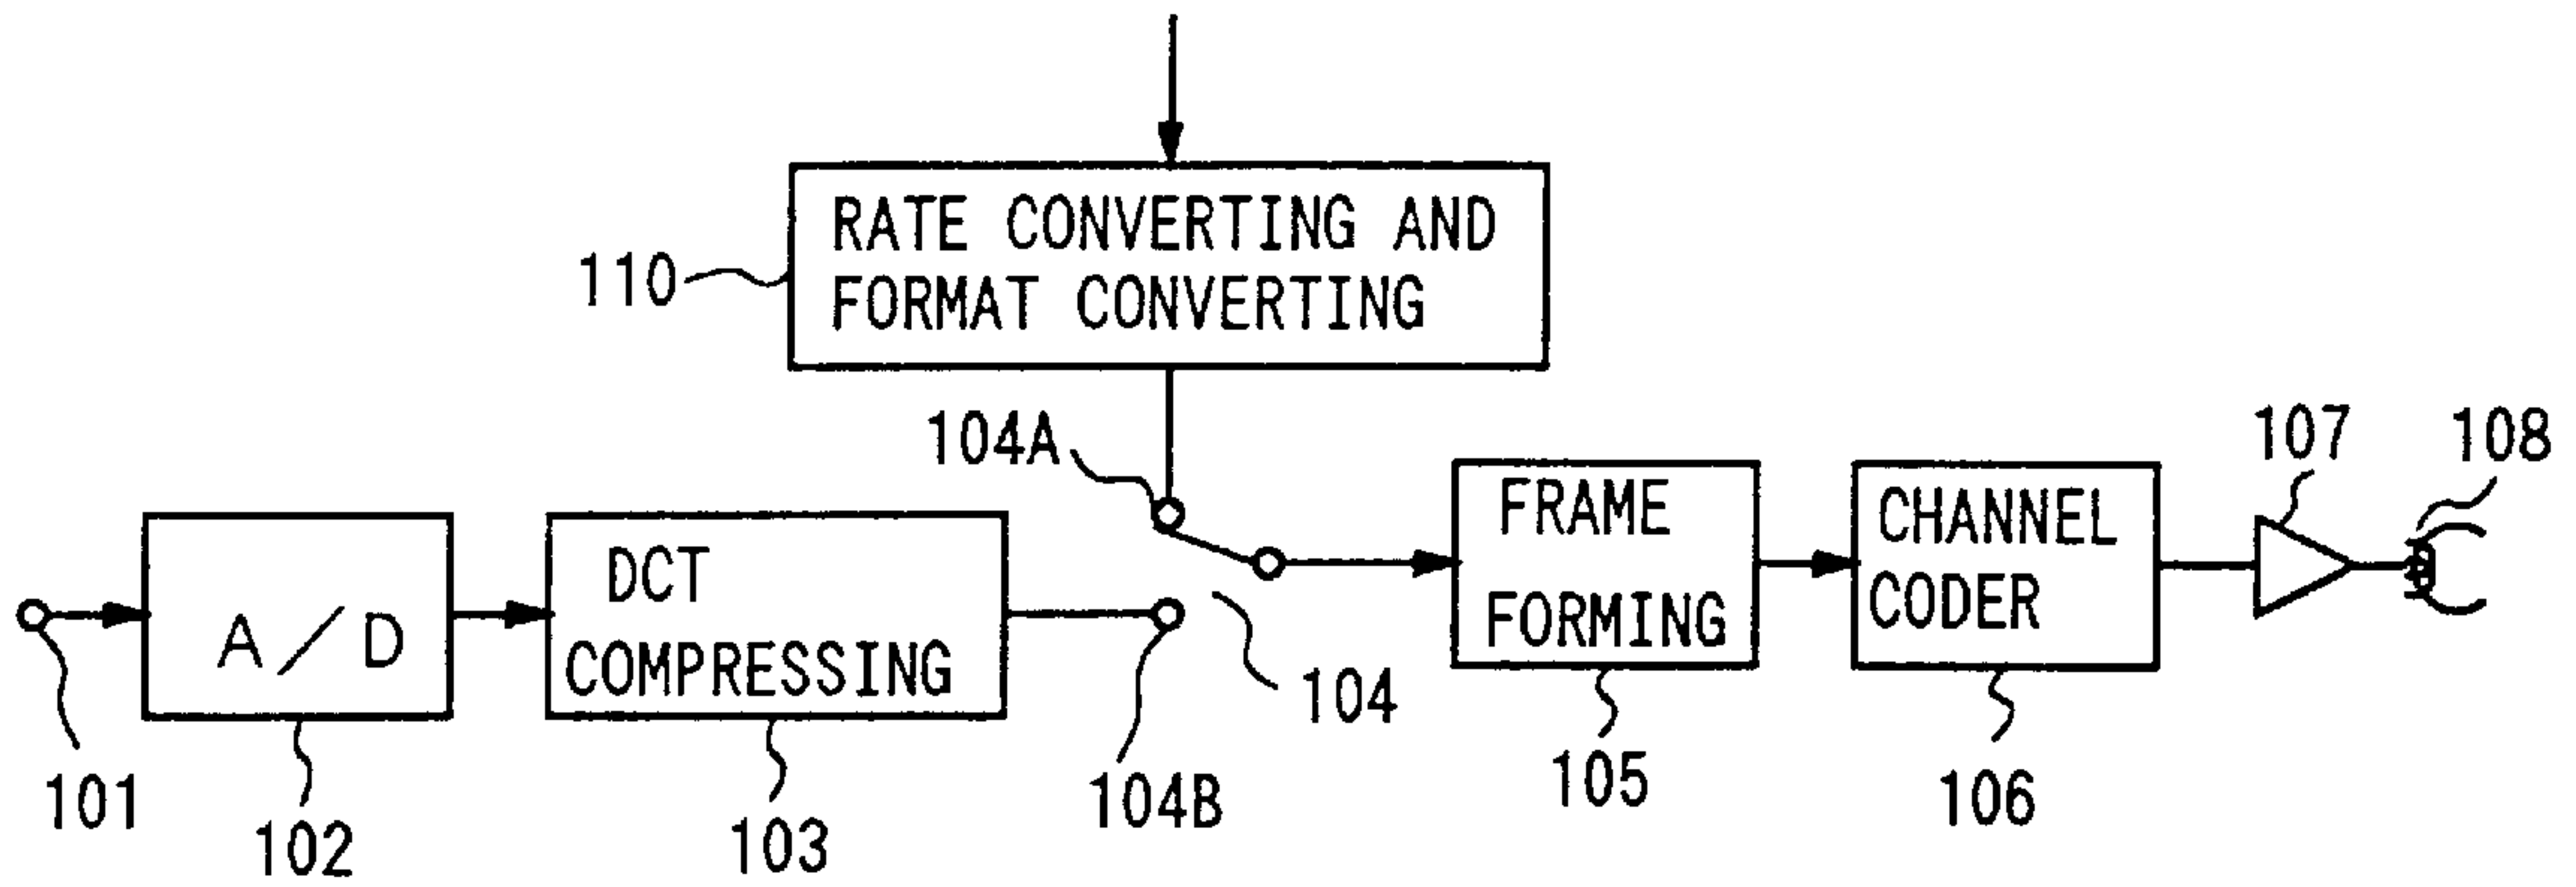 RATE CONVERTING AND
FORMAT CONVERTING
110
104A
107
108
A/D
DCT
COMPRESSING
FRAME
FORMING
CHANNEL
CODER
104
101
102
103
104B
105
106